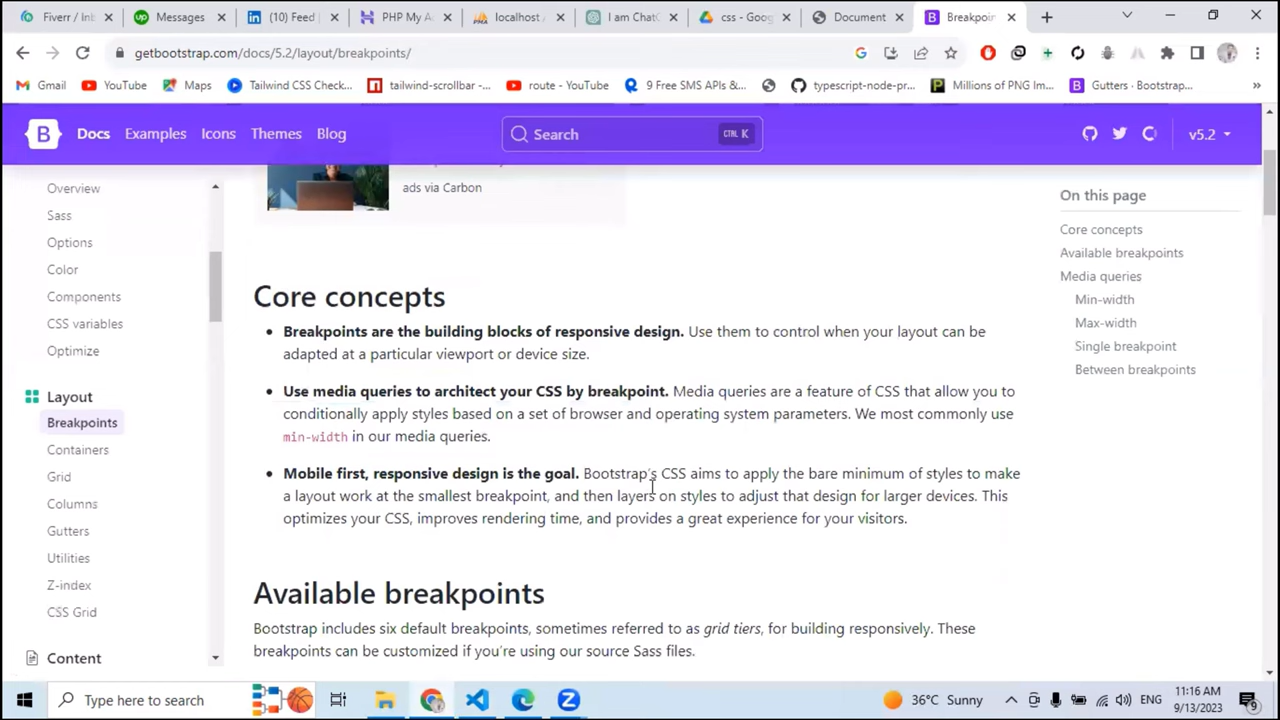 Fiverr / Inb
Messages
(10) Feed |
PHP My A
localhost /
I am ChatG
css - Goog
Document
Breakpoin
getbootstrap.com/docs/5.2/layout/breakpoints/
Gmail
YouTube
Maps
Tailwind CSS Check...
tailwind-scrollbar -...
route - YouTube
9 Free SMS APIs &...
typescript-node-pr...
Millions of PNG Im...
Gutters · Bootstrap...
»
B
Docs
Examples
Icons
Themes
Blog
Search
CTRL K
v5.2
Overview
Sass
Options
Color
Components
CSS variables
Optimize
Layout
Breakpoints
Containers
Grid
Columns
Gutters
Utilities
Z-index
CSS Grid
Content
ads via Carbon
Core concepts
• Breakpoints are the building blocks of responsive design. Use them to control when your layout can be
adapted at a particular viewport or device size.
• Use media queries to architect your CSS by breakpoint. Media queries are a feature of CSS that allow you to
conditionally apply styles based on a set of browser and operating system parameters. We most commonly use
min-width in our media queries.
• Mobile first, responsive design is the goal. Bootstrap's CSS aims to apply the bare minimum of styles to make
a layout work at the smallest breakpoint, and then layers on styles to adjust that design for larger devices. This
optimizes your CSS, improves rendering time, and provides a great experience for your visitors.
Available breakpoints
Bootstrap includes six default breakpoints, sometimes referred to as grid tiers, for building responsively. These
breakpoints can be customized if you're using our source Sass files.
On this page
Core concepts
Available breakpoints
Media queries
Min-width
Max-width
Single breakpoint
Between breakpoints
Type here to search
36°C Sunny
ENG
11:16 AM
9/13/2023